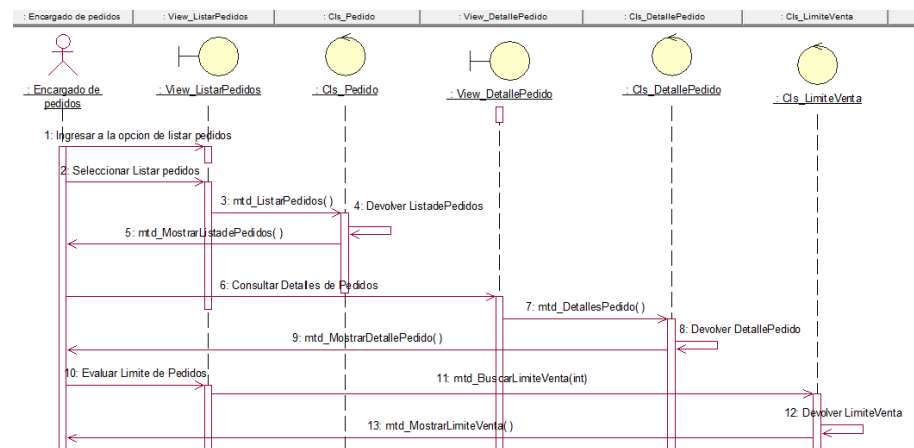 : Encargado de pedidos
: View_ListarPedidos
: Cls_Pedido
: View_DetallePedido
: Cls_DetallePedido
: Cls_LimiteVenta
: Encargado de
pedidos
: View_ListarPedidos
: Cls_Pedido
: View_DetallePedido
: Cls_DetallePedido
: Cls_LimiteVenta
1: Ingresar a la opcion de listar pedidos
2: Seleccionar Listar pedidos
3: mtd_ListarPedidos( )
4: Devolver ListadePedidos
5: mtd_MostrarListadePedidos( )
6: Consultar Detalles de Pedidos
7: mtd_DetallesPedido( )
8: Devolver DetallePedido
9: mtd_MostrarDetallePedido( )
10: Evaluar Limite de Pedidos
11: mtd_BuscarLimiteVenta(int)
12: Devolver LimiteVenta
13: mtd_MostrarLimiteVenta( )